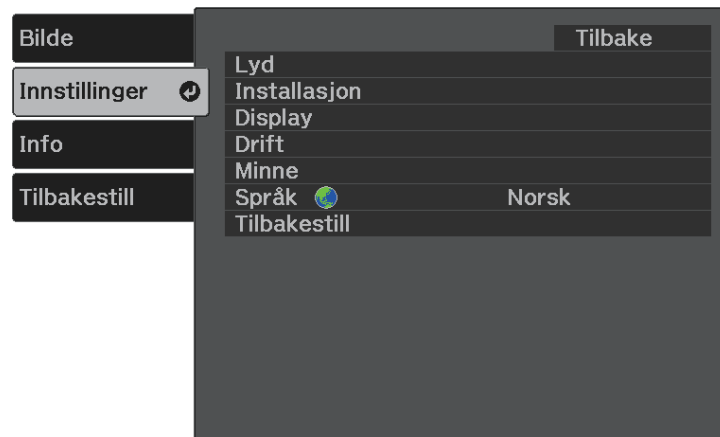 Bilde
Innstillinger
Info
Tilbakestill
Tilbake
Lyd
Installasjon
Display
Drift
Minne
Språk Norsk
Tilbakestill